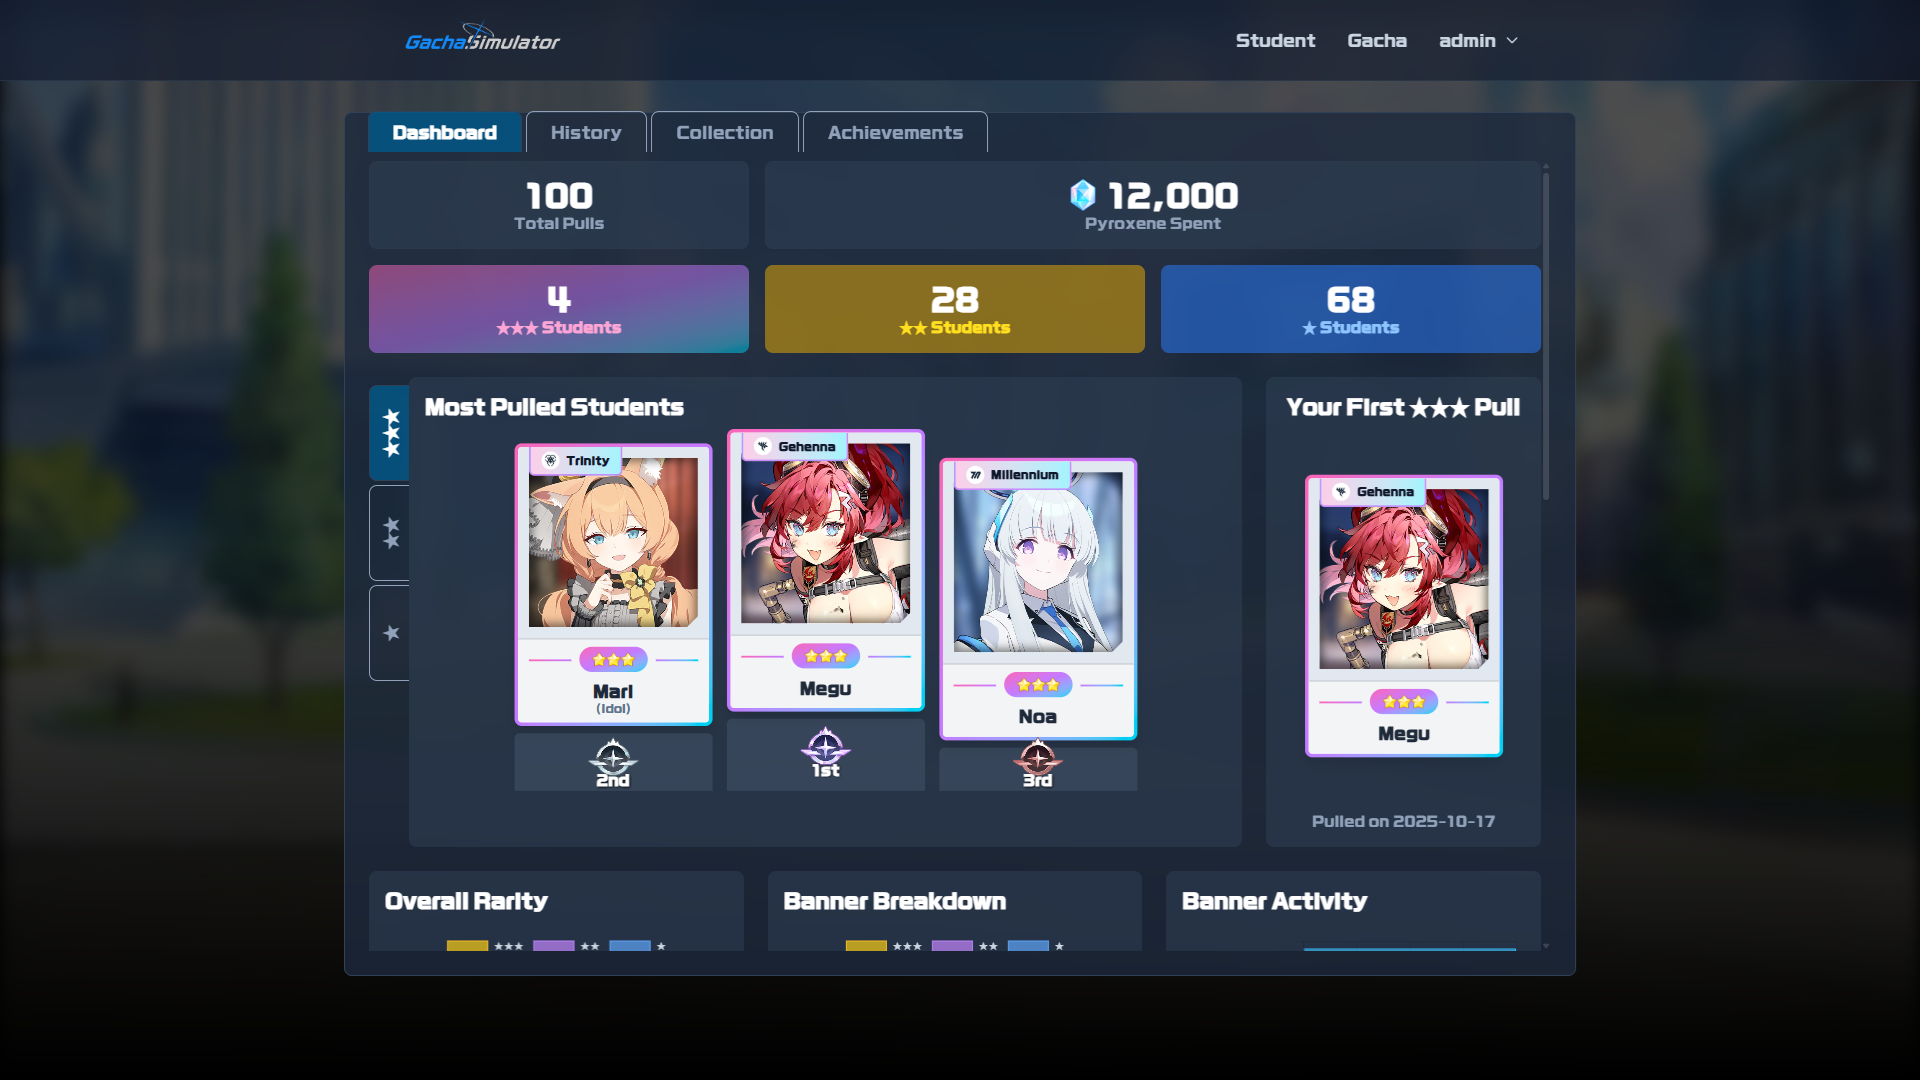 GachaSimulator
Student
Gacha
admin
Dashboard
History
Collection
Achievements
100
Total Pulls
12,000
Pyroxene Spent
4
★★★ Students
28
★★ Students
68
★ Students
★★★
★★
★
Most Pulled Students
Trinity
Mari
(Idol)
2nd
Gehenna
Megu
1st
Millennium
Noa
3rd
Your First ★★★ Pull
Gehenna
Megu
Pulled on 2025-10-17
Overall Rarity
★★★ ★★ ★
Banner Breakdown
★★★ ★★ ★
Banner Activity